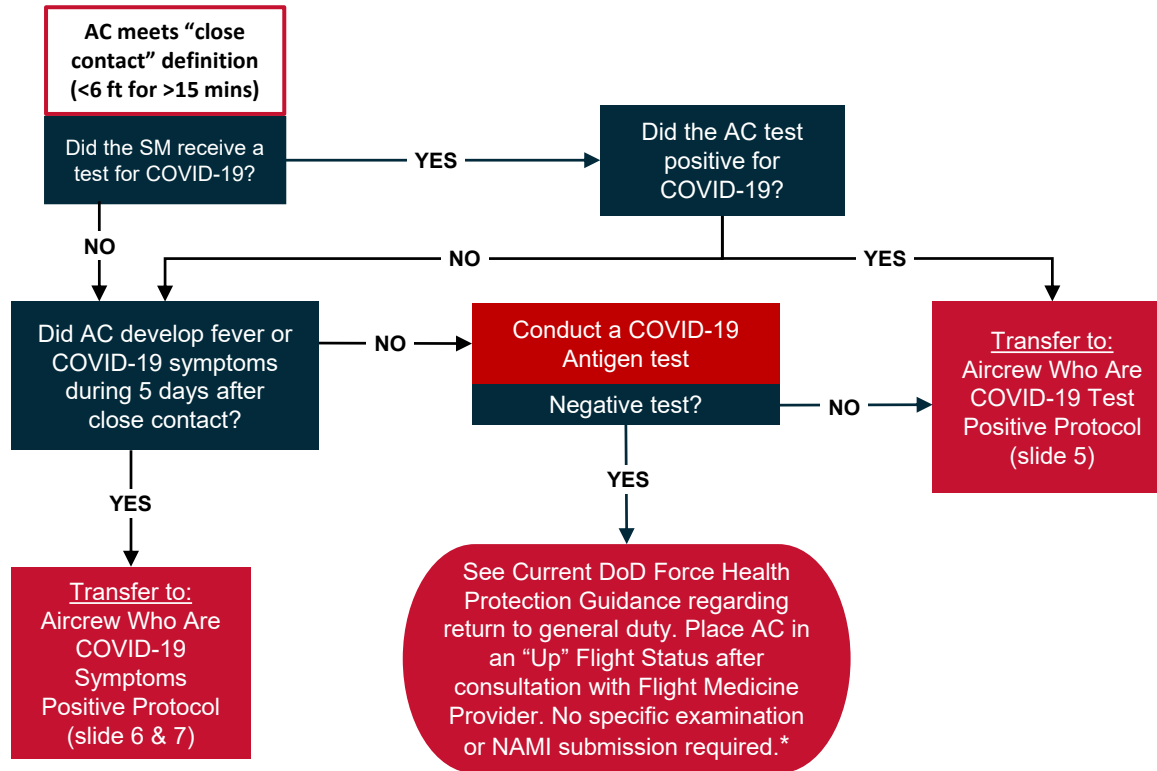 AC meets “close
contact” definition
(<6 ft for >15 mins)
Did the SM receive a
test for COVID-19?
YES
Did the AC test
positive for
COVID-19?
NO
NO
YES
Did AC develop fever or
COVID-19 symptoms
during 5 days after
close contact?
NO
Conduct a COVID-19
Antigen test
Negative test?
NO
Transfer to:
Aircrew Who Are
COVID-19 Test
Positive Protocol
(slide 5)
YES
YES
Transfer to:
Aircrew Who Are
COVID-19
Symptoms
Positive Protocol
(slide 6 & 7)
See Current DoD Force Health
Protection Guidance regarding
return to general duty. Place AC in
an “Up” Flight Status after
consultation with Flight Medicine
Provider. No specific examination
or NAMI submission required.*